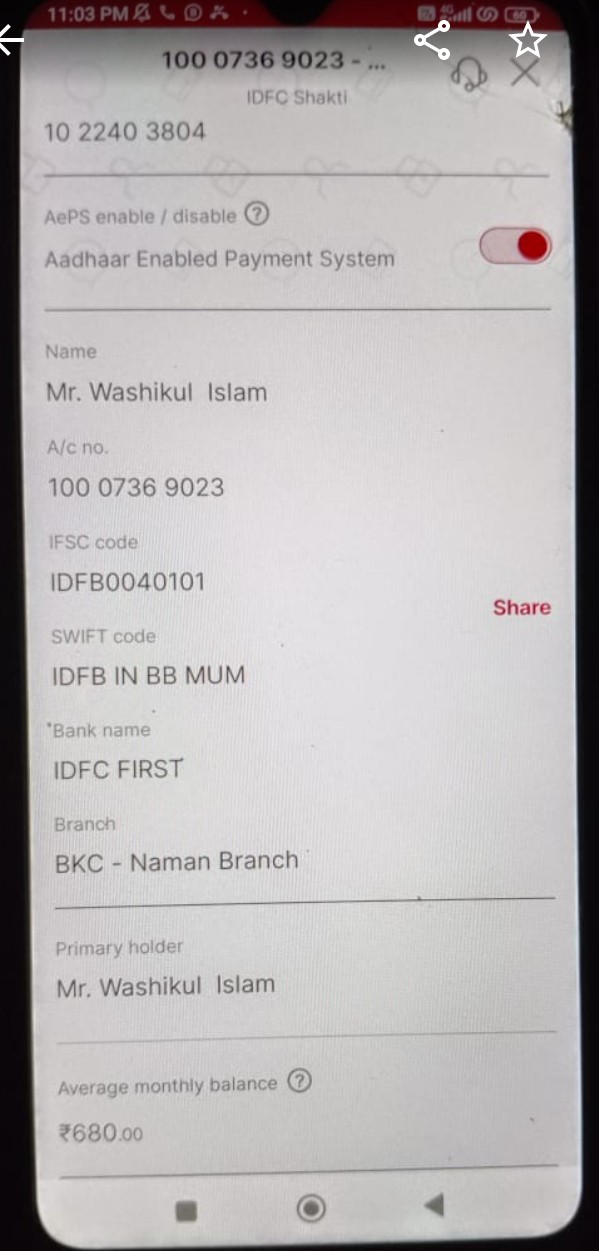 11:03 PM
100 0736 9023 - ...
IDFC Shakti
10 2240 3804
AePS enable / disable ?
Aadhaar Enabled Payment System
Name
Mr. Washikul Islam
A/c no.
100 0736 9023
IFSC code
IDFB0040101
Share
SWIFT code
IDFB IN BB MUM
Bank name
IDFC FIRST
Branch
BKC - Naman Branch
Primary holder
Mr. Washikul Islam
Average monthly balance ?
₹680.00